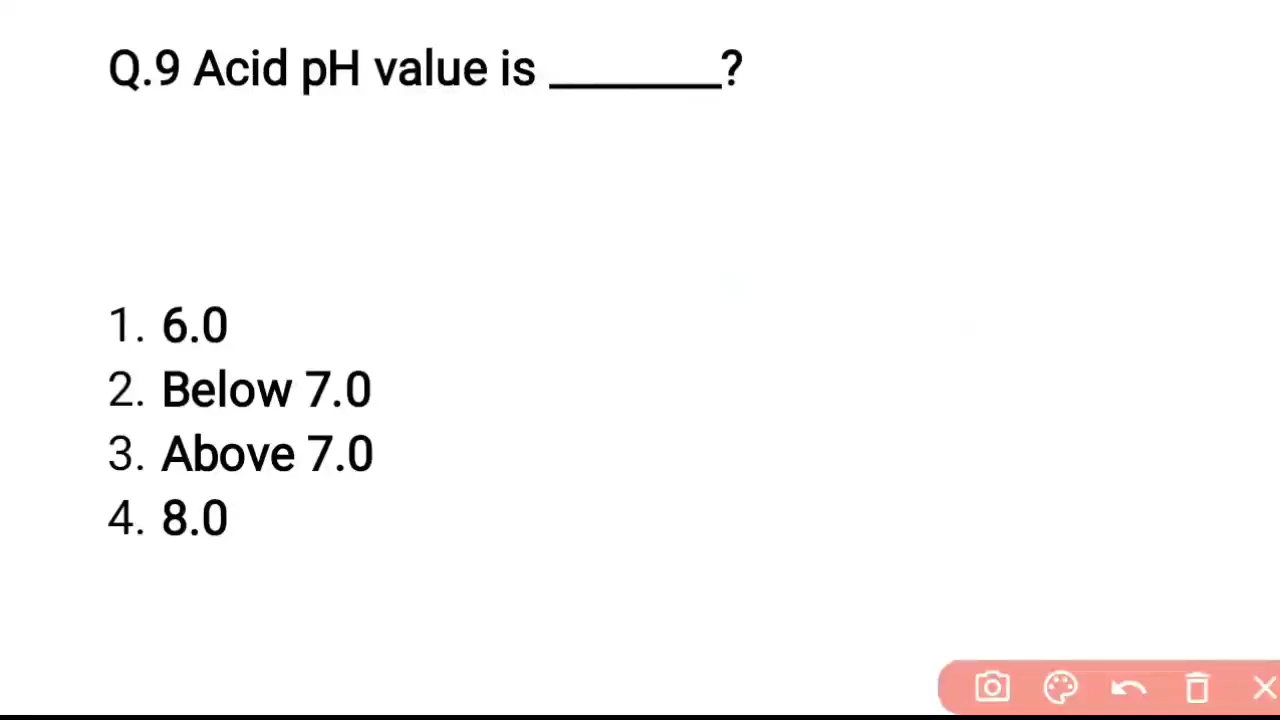 Q.9 Acid pH value is ________?
1. 6.0
2. Below 7.0
3. Above 7.0
4. 8.0